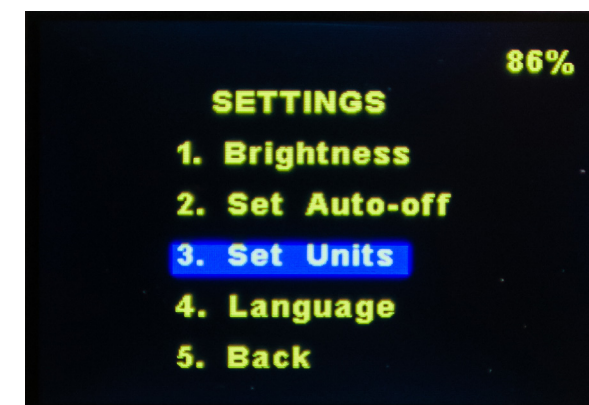 86%
SETTINGS
1. Brightness
2. Set Auto-off
3. Set Units
4. Language
5. Back